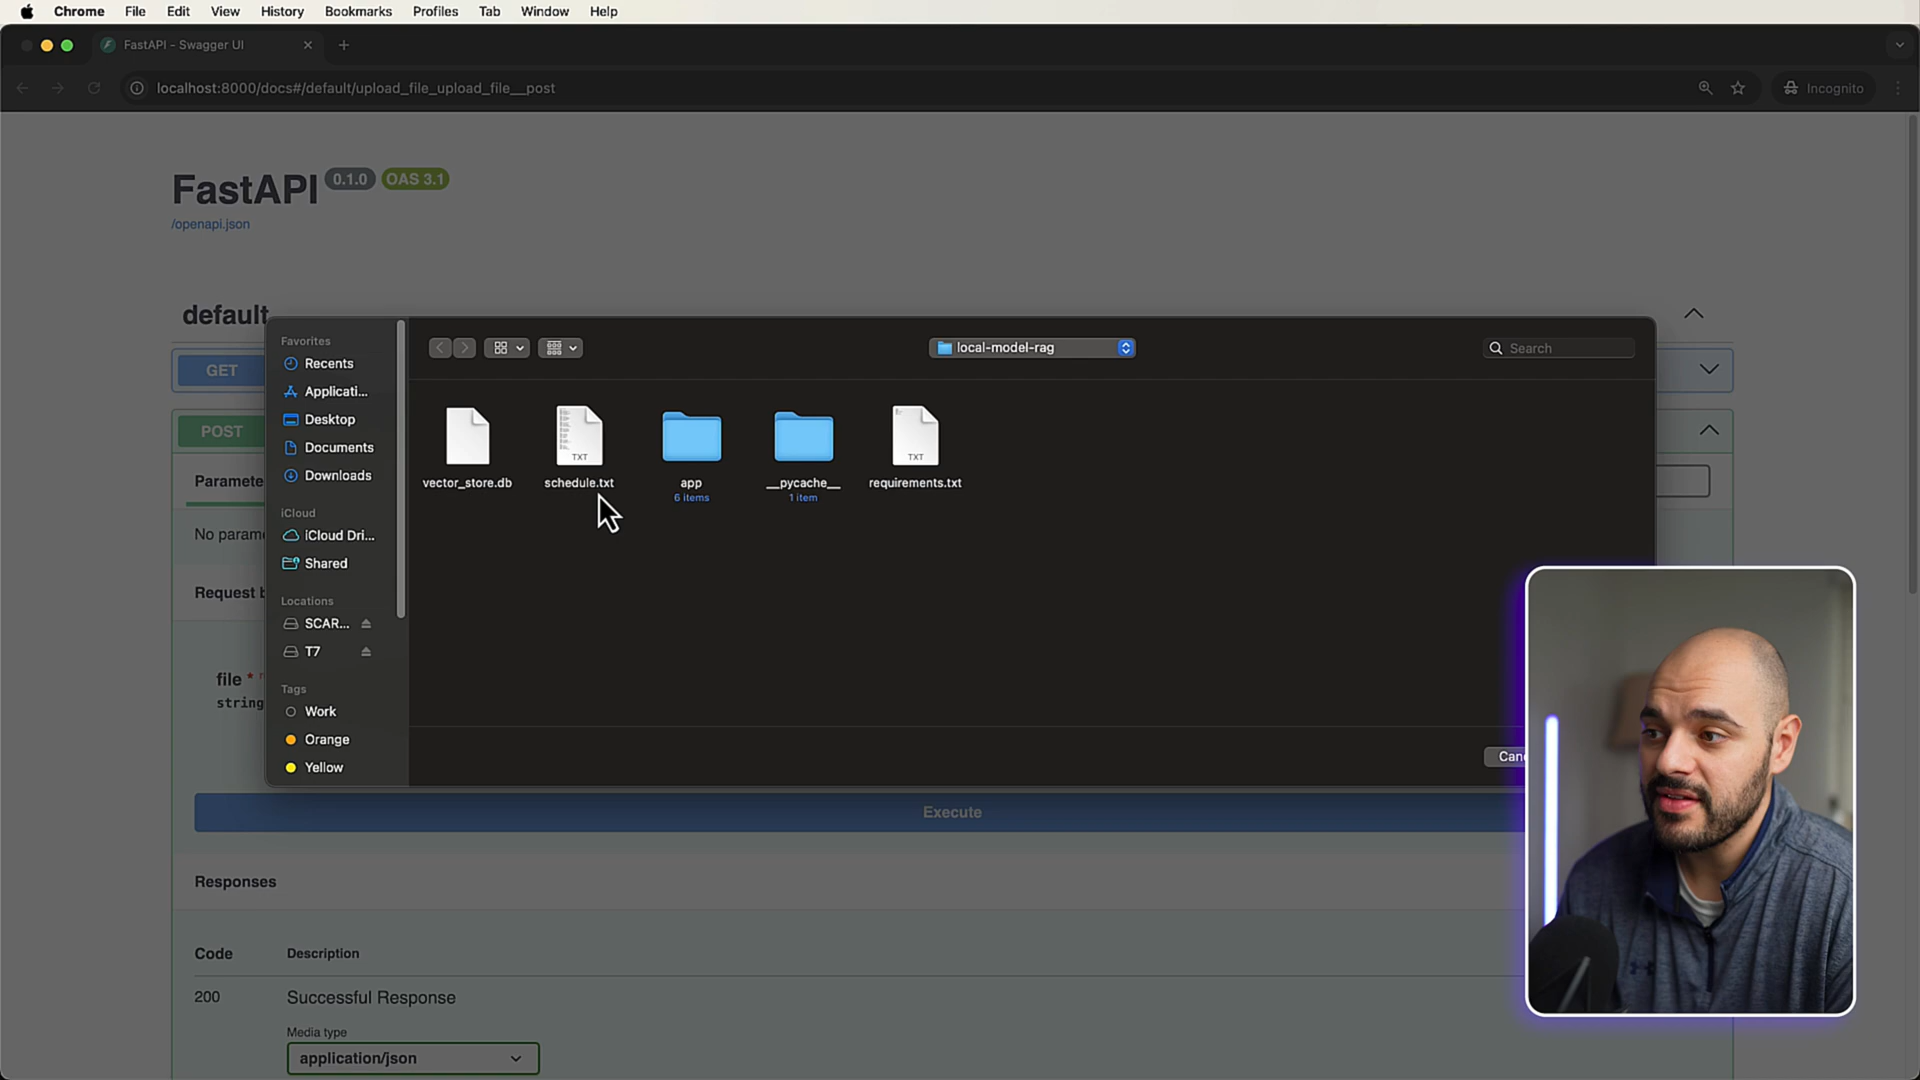 Chrome File Edit View History Bookmarks Profiles Tab Window Help
FastAPI - Swagger UI
localhost:8000/docs#/default/upload_file_upload_file__post
Incognito
FastAPI 0.1.0 OAS 3.1
/openapi.json
default
GET
POST
Parame
No param
Request b
file *
string
Favorites
Recents
Applicati...
Desktop
Documents
Downloads
iCloud
iCloud Dri...
Shared
Locations
SCAR...
T7
Tags
Work
Orange
Yellow
local-model-rag
Search
TXT
TXT
vector_store.db
schedule.txt
app
6 items
__pycache__
1 item
requirements.txt
Canc
Execute
Responses
Code Description
200 Successful Response
Media type
application/json